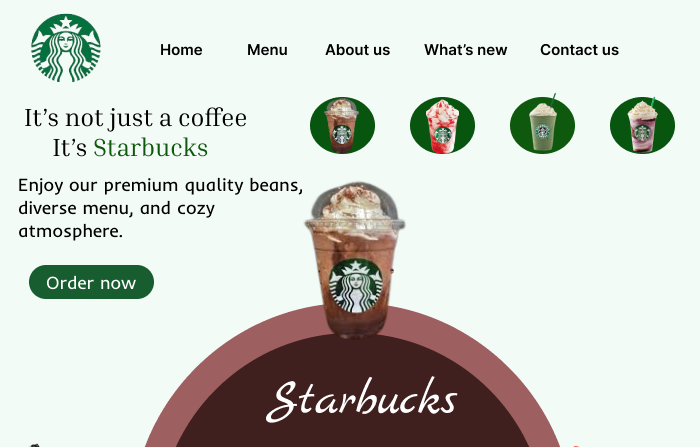 Home Menu About us What's new Contact us
It's not just a coffee
It's Starbucks
Enjoy our premium quality beans,
diverse menu, and cozy
atmosphere.
Order now
Starbucks